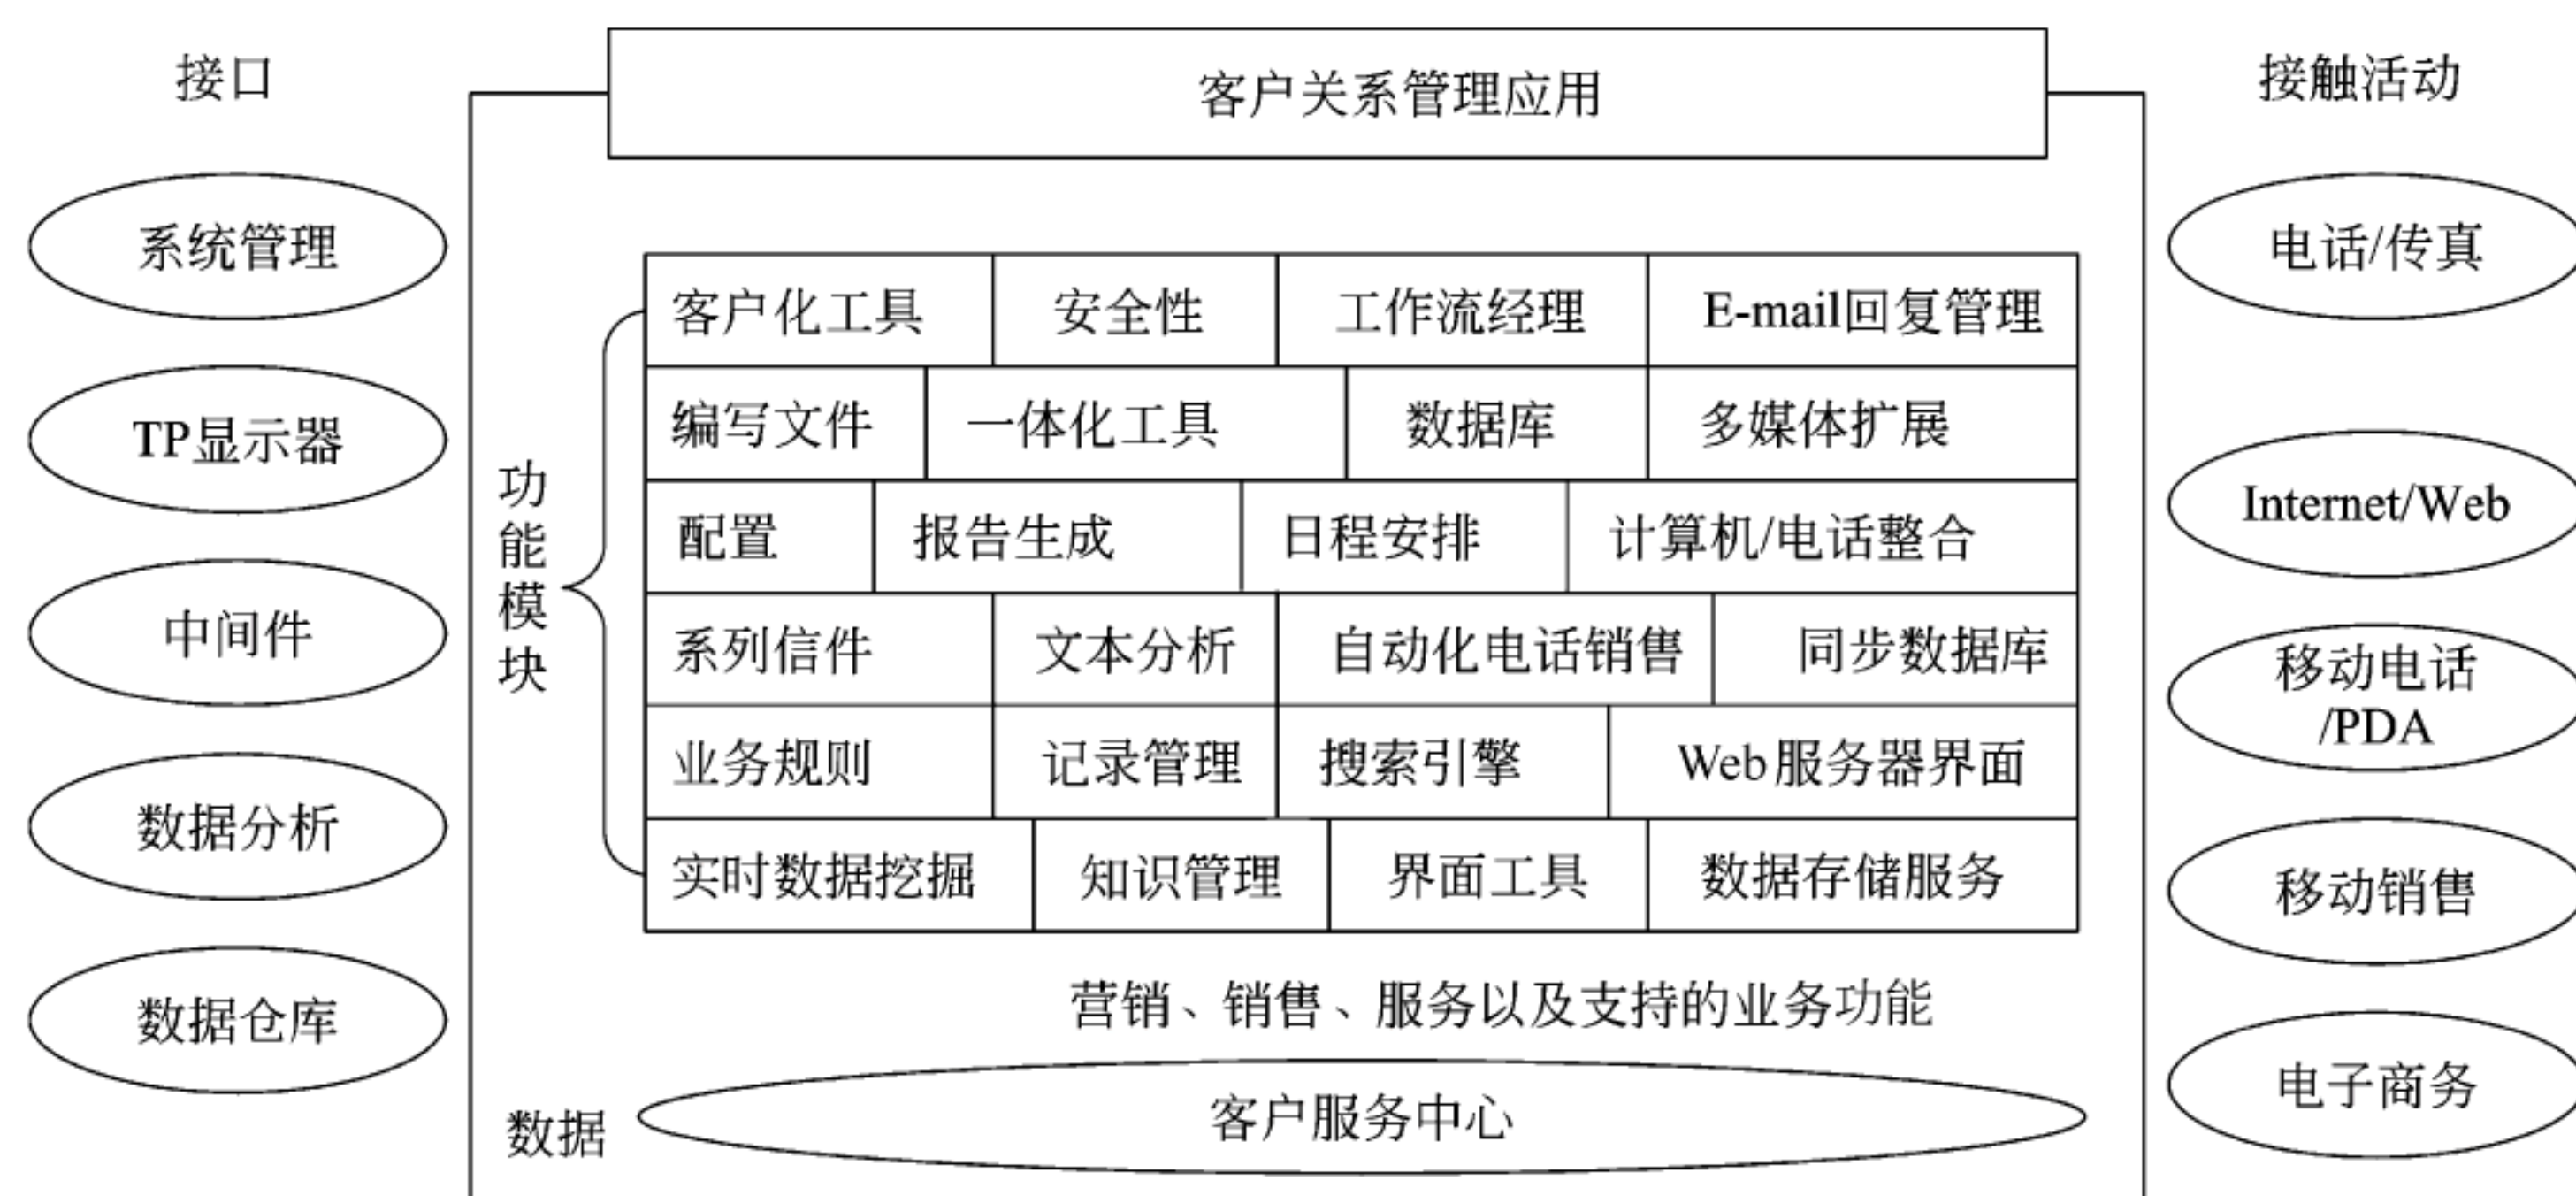 接口
客户关系管理应用
接触活动
系统管理
TP显示器
中间件
数据分析
数据仓库
功能模块
客户化工具 安全性 工作流经理 E-mail回复管理
编写文件 一体化工具 数据库 多媒体扩展
配置 报告生成 日程安排 计算机/电话整合
系列信件 文本分析 自动化电话销售 同步数据库
业务规则 记录管理 搜索引擎 Web服务器界面
实时数据挖掘 知识管理 界面工具 数据存储服务
营销、销售、服务以及支持的业务功能
数据
客户服务中心
电话/传真
Internet/Web
移动电话
/PDA
移动销售
电子商务